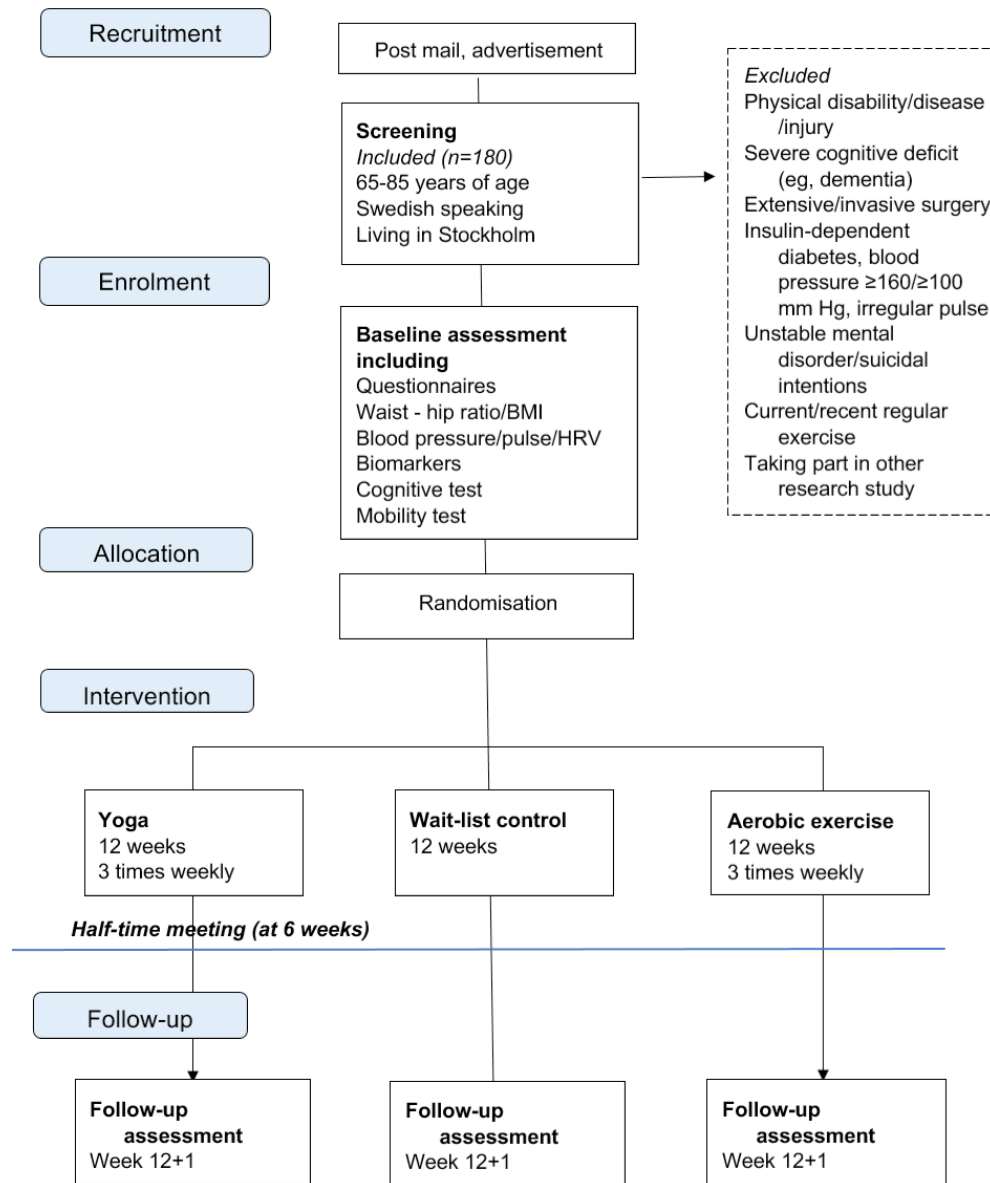 Recruitment
Post mail, advertisement
Screening
Included (n=180)
65-85 years of age
Swedish speaking
Living in Stockholm
Excluded
Physical disability/disease
/injury
Severe cognitive deficit
(eg, dementia)
Extensive/invasive surgery
Insulin-dependent
diabetes, blood
pressure ≥160/≥100
mm Hg, irregular pulse
Unstable mental
disorder/suicidal
intentions
Current/recent regular
exercise
Taking part in other
research study
Enrolment
Baseline assessment
including
Questionnaires
Waist - hip ratio/BMI
Blood pressure/pulse/HRV
Biomarkers
Cognitive test
Mobility test
Allocation
Randomisation
Intervention
Yoga
12 weeks
3 times weekly
Wait-list control
12 weeks
Aerobic exercise
12 weeks
3 times weekly
Half-time meeting (at 6 weeks)
Follow-up
Follow-up
assessment
Week 12+1
Follow-up
assessment
Week 12+1
Follow-up
assessment
Week 12+1